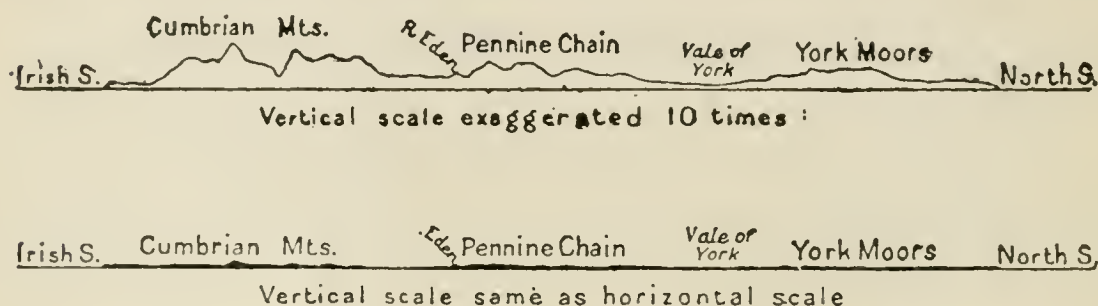 Irish S. Cumbrian Mts. R Eden Pennine Chain Vale of York York Moors North S.
Vertical scale exaggerated 10 times :
Irish S. Cumbrian Mts. Eden Pennine Chain Vale of York York Moors North S.
Vertical scale same as horizontal scale